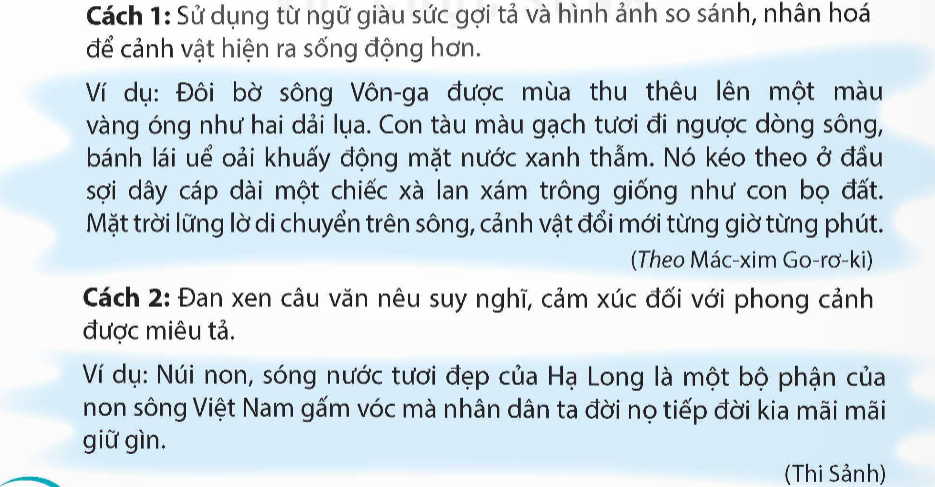 Cách 1: Sử dụng từ ngữ giàu sức gợi tả và hình ảnh so sánh, nhân hoá
để cảnh vật hiện ra sống động hơn.
Ví dụ: Đôi bờ sông Vôn-ga được mùa thu thêu lên một màu
vàng óng như hai dải lụa. Con tàu màu gạch tươi đi ngược dòng sông,
bánh lái uể oải khuấy động mặt nước xanh thẫm. Nó kéo theo ở đầu
sợi dây cáp dài một chiếc xà lan xám trông giống như con bọ đất.
Mặt trời lững lờ di chuyển trên sông, cảnh vật đổi mới từng giờ từng phút.
(Theo Mác-xim Go-rơ-ki)
Cách 2: Đan xen câu văn nêu suy nghĩ, cảm xúc đối với phong cảnh
được miêu tả.
Ví dụ: Núi non, sóng nước tươi đẹp của Hạ Long là một bộ phận của
non sông Việt Nam gấm vóc mà nhân dân ta đời nọ tiếp đời kia mãi mãi
giữ gìn.
(Thi Sảnh)